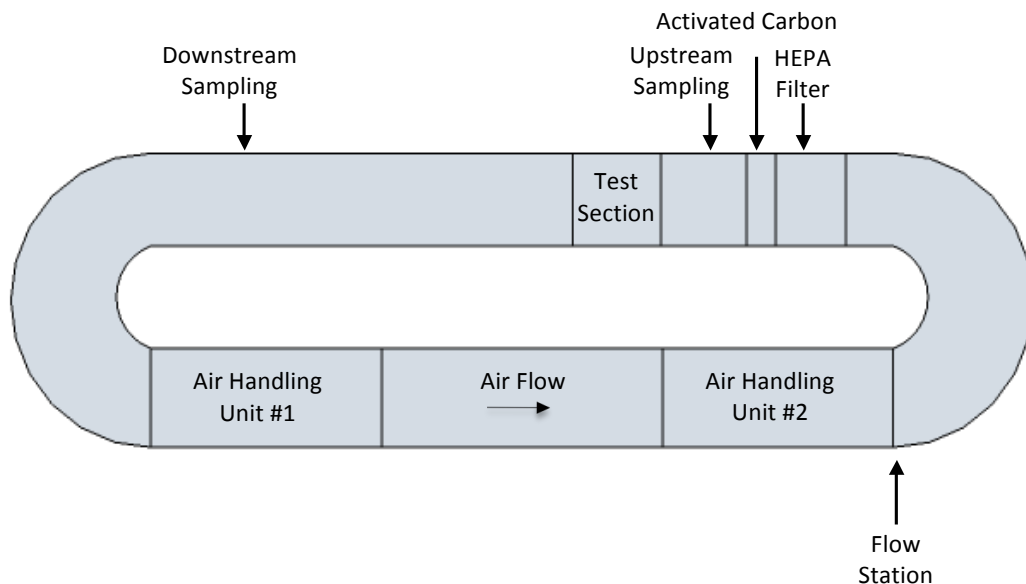 Activated Carbon
Downstream
Sampling
Upstream
Sampling
HEPA
Filter
Test
Section
Air Handling
Unit #1
Air Flow
Air Handling
Unit #2
Flow
Station